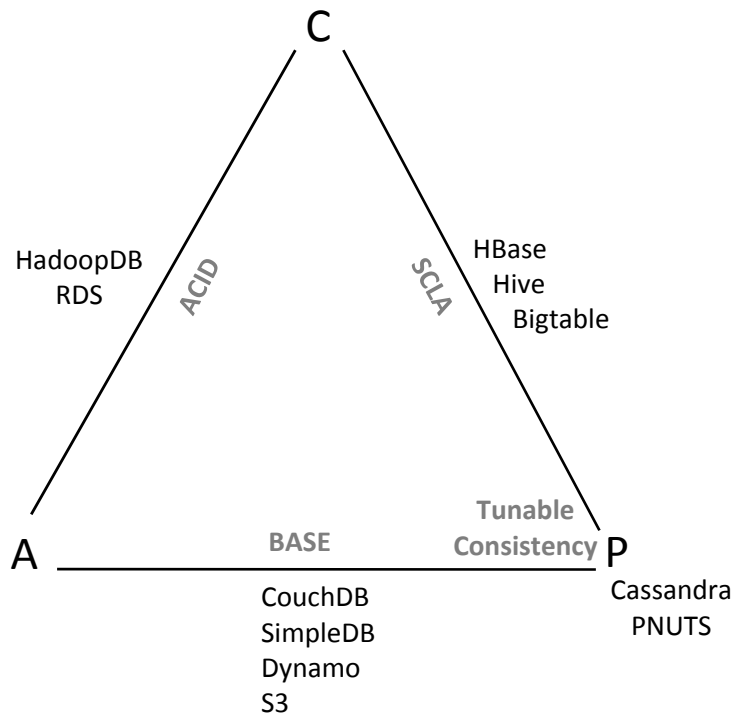 C
HadoopDB
RDS
ACID
SCLA
HBase
Hive
Bigtable
A
BASE
Tunable
Consistency
P
CouchDB
SimpleDB
Dynamo
S3
Cassandra
PNUTS